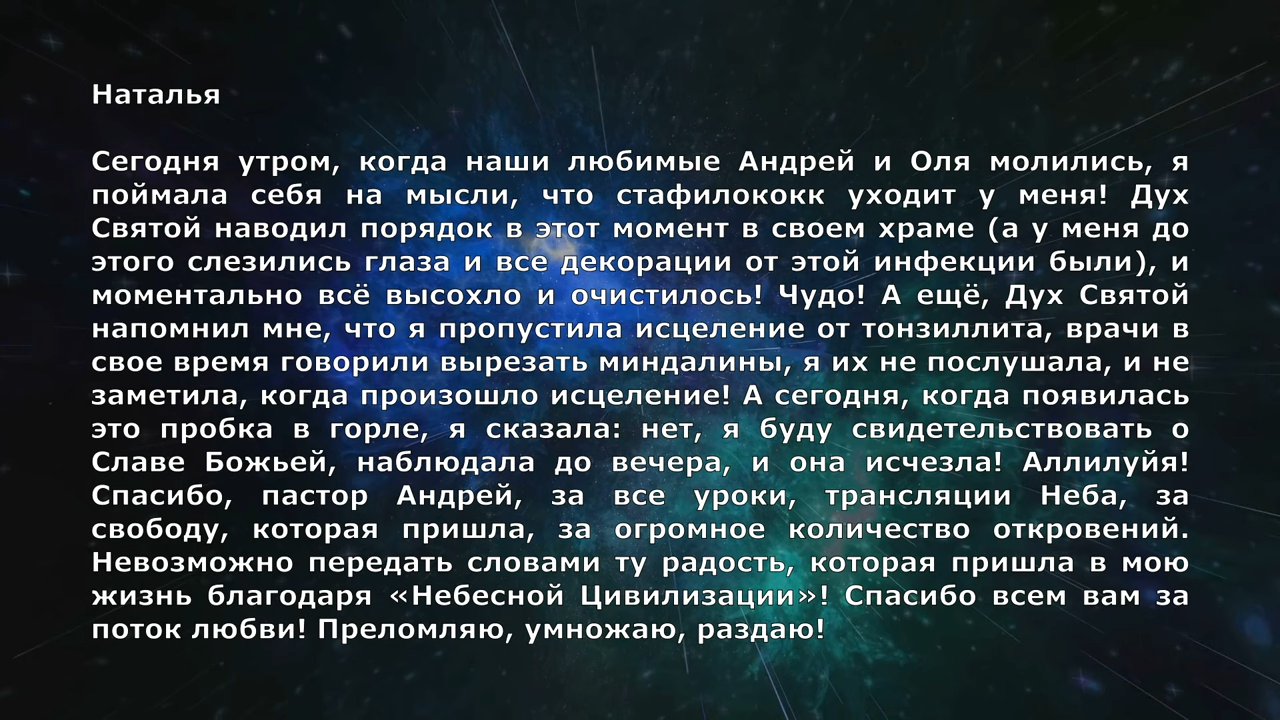 Наталья
Сегодня утром, когда наши любимые Андрей и Оля молились, я
поймала себя на мысли, что стафилококк уходит у меня! Дух
Святой наводил порядок в этот момент в своем храме (а у меня до
этого слезились глаза и все декорации от этой инфекции были), и
моментально всё высохло и очистилось! Чудо! А ещё, Дух Святой
напомнил мне, что я пропустила исцеление от тонзиллита, врачи в
свое время говорили вырезать миндалины, я их не послушала, и не
заметила, когда произошло исцеление! А сегодня, когда появилась
это пробка в горле, я сказала: нет, я буду свидетельствовать о
Славе Божьей, наблюдала до вечера, и она исчезла! Аллилуйя!
Спасибо, пастор Андрей, за все уроки, трансляции Неба, за
свободу, которая пришла, за огромное количество откровений.
Невозможно передать словами ту радость, которая пришла в мою
жизнь благодаря «Небесной Цивилизации»! Спасибо всем вам за
поток любви! Преломляю, умножаю, раздаю!